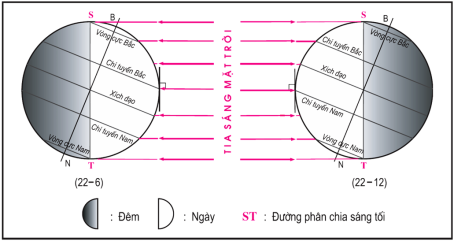 S
B
Vòng cực Bắc
Chí tuyến Bắc
Xích đạo
Chí tuyến Nam
Vòng cực Nam
N
T
(22–6)
TIA SÁNG MẶT TRỜI
S
B
Vòng cực Bắc
Chí tuyến Bắc
Xích đạo
Chí tuyến Nam
Vòng cực Nam
N
T
(22–12)
: Đêm
: Ngày
ST : Đường phân chia sáng tối